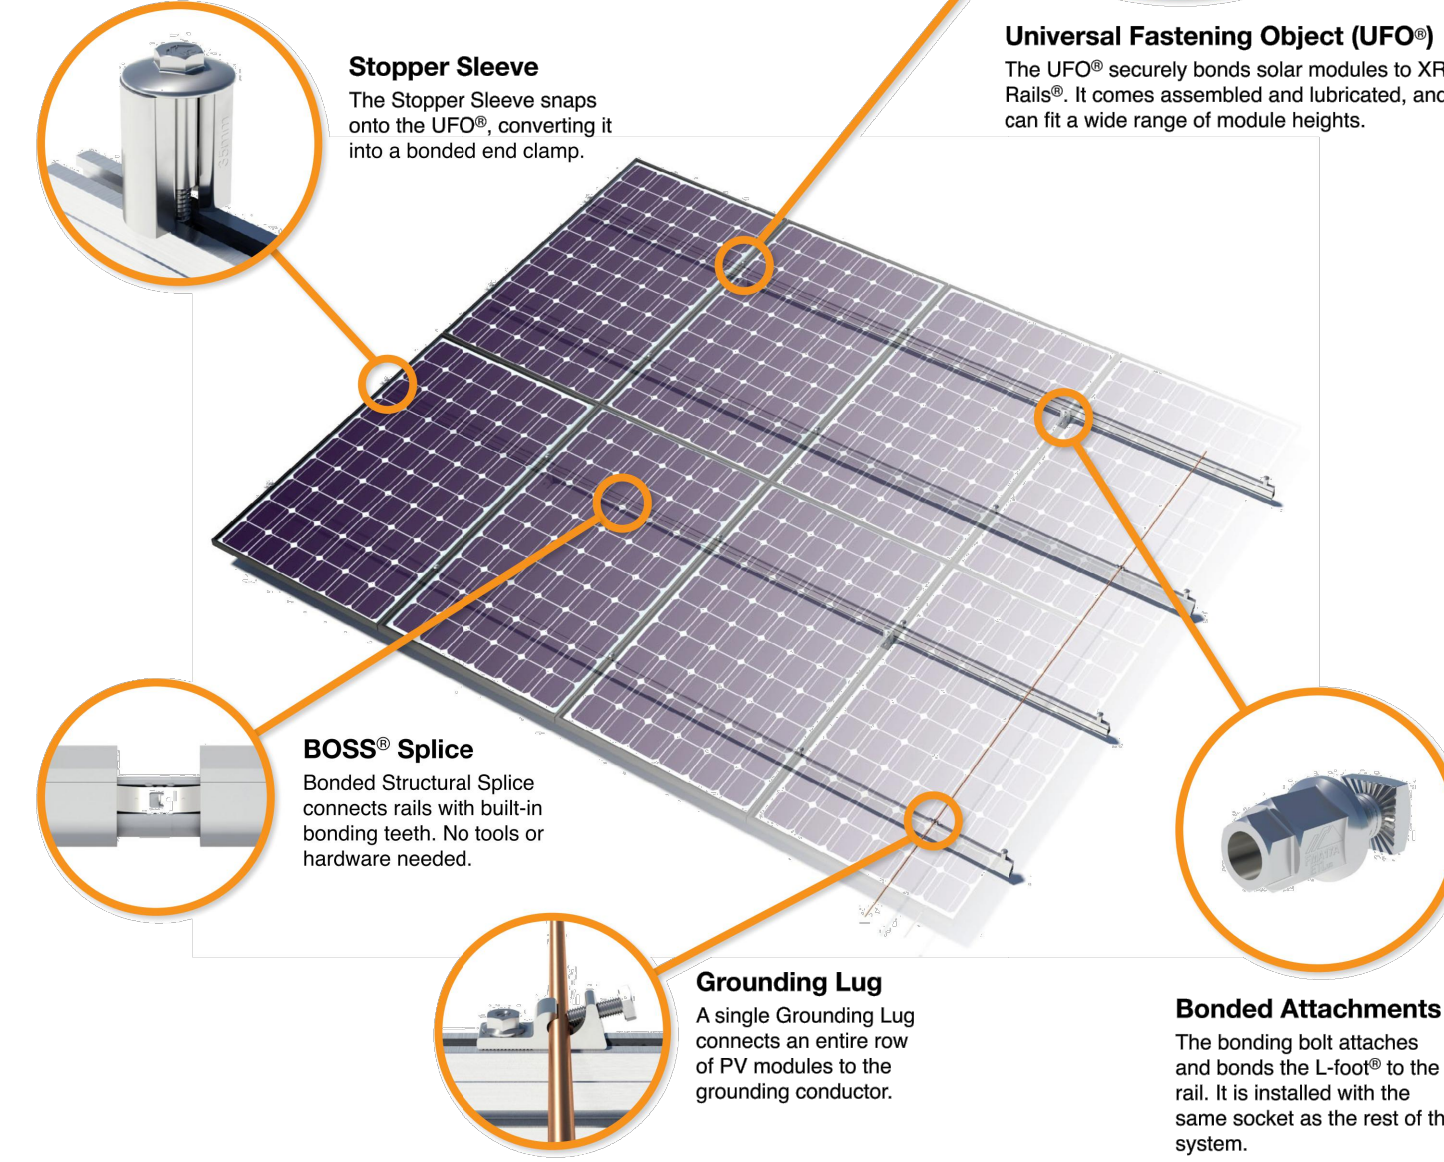 Stopper Sleeve
The Stopper Sleeve snaps
onto the UFO®, converting it
into a bonded end clamp.
Universal Fastening Object (UFO®)
The UFO® securely bonds solar modules to XR
Rails®. It comes assembled and lubricated, and
can fit a wide range of module heights.
35mm
BOSS® Splice
Bonded Structural Splice
connects rails with built-in
bonding teeth. No tools or
hardware needed.
Grounding Lug
A single Grounding Lug
connects an entire row
of PV modules to the
grounding conductor.
Bonded Attachments
The bonding bolt attaches
and bonds the L-foot® to the
rail. It is installed with the
same socket as the rest of th
system.